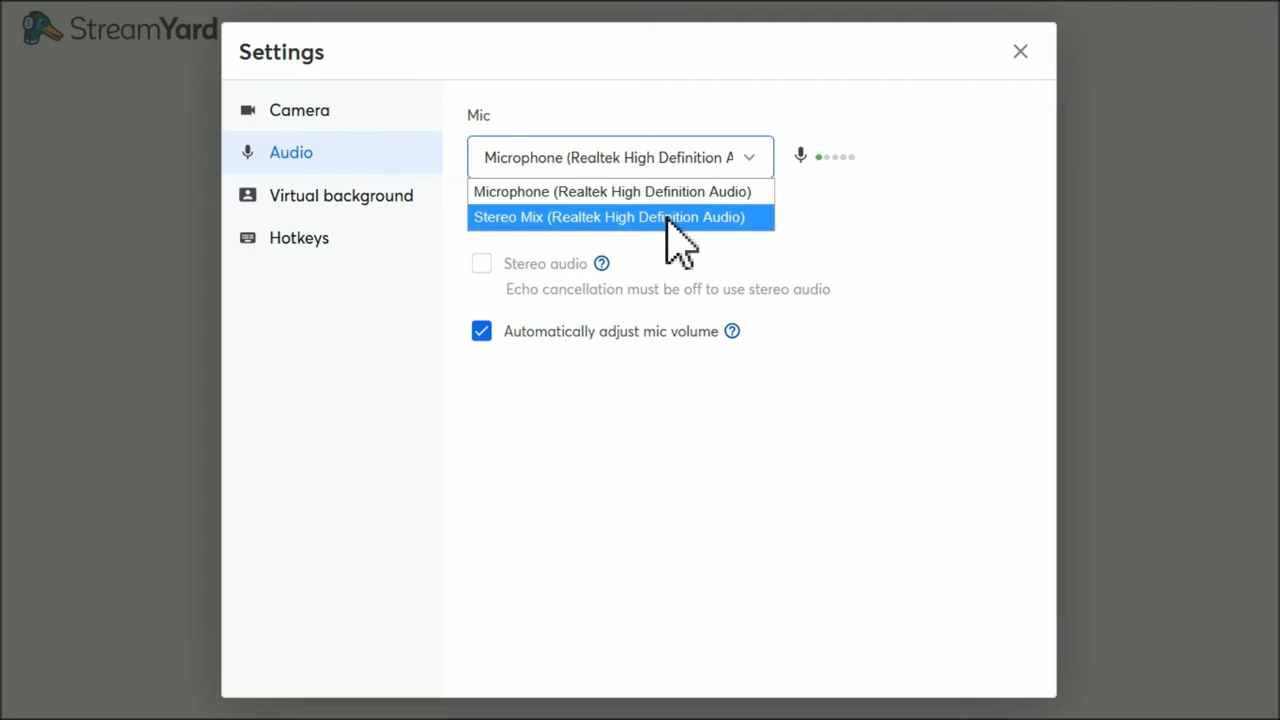 StreamYard
Settings
Camera
Audio
Virtual background
Hotkeys
Mic
Microphone (Realtek High Definition A
Microphone (Realtek High Definition Audio)
Stereo Mix (Realtek High Definition Audio)
Stereo audio ?
Echo cancellation must be off to use stereo audio
Automatically adjust mic volume ?